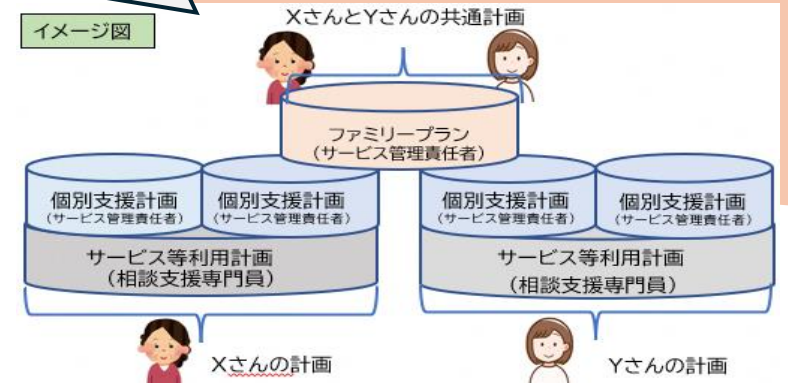 イメージ図
XさんとYさんの共通計画
ファミリープラン
(サービス管理責任者)
個別支援計画
(サービス管理責任者)
個別支援計画
(サービス管理責任者)
個別支援計画
(サービス管理責任者)
個別支援計画
(サービス管理責任者)
サービス等利用計画
(相談支援専門員)
サービス等利用計画
(相談支援専門員)
Xさんの計画
Yさんの計画